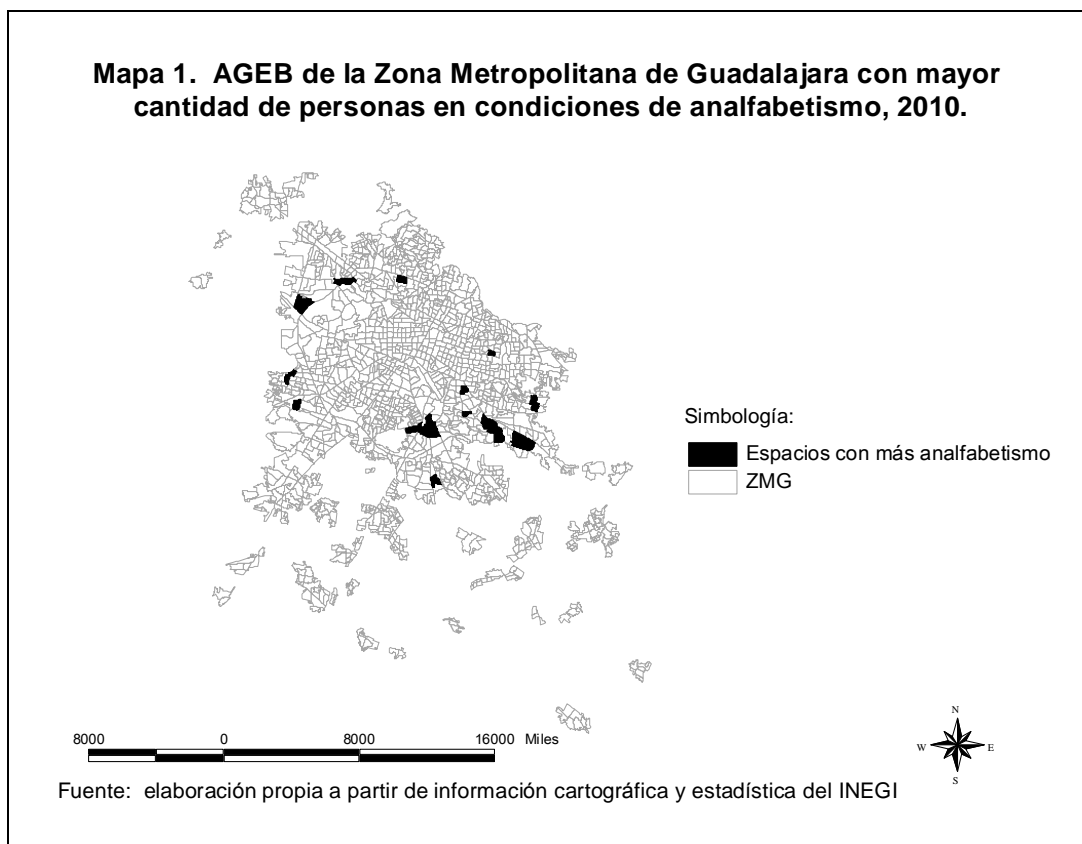 Mapa 1. AGEB de la Zona Metropolitana de Guadalajara con mayor
cantidad de personas en condiciones de analfabetismo, 2010.
Simbología:
Espacios con más analfabetismo
ZMG
8000 0 8000 16000 Miles
N
W E
S
Fuente: elaboración propia a partir de información cartográfica y estadística del INEGI